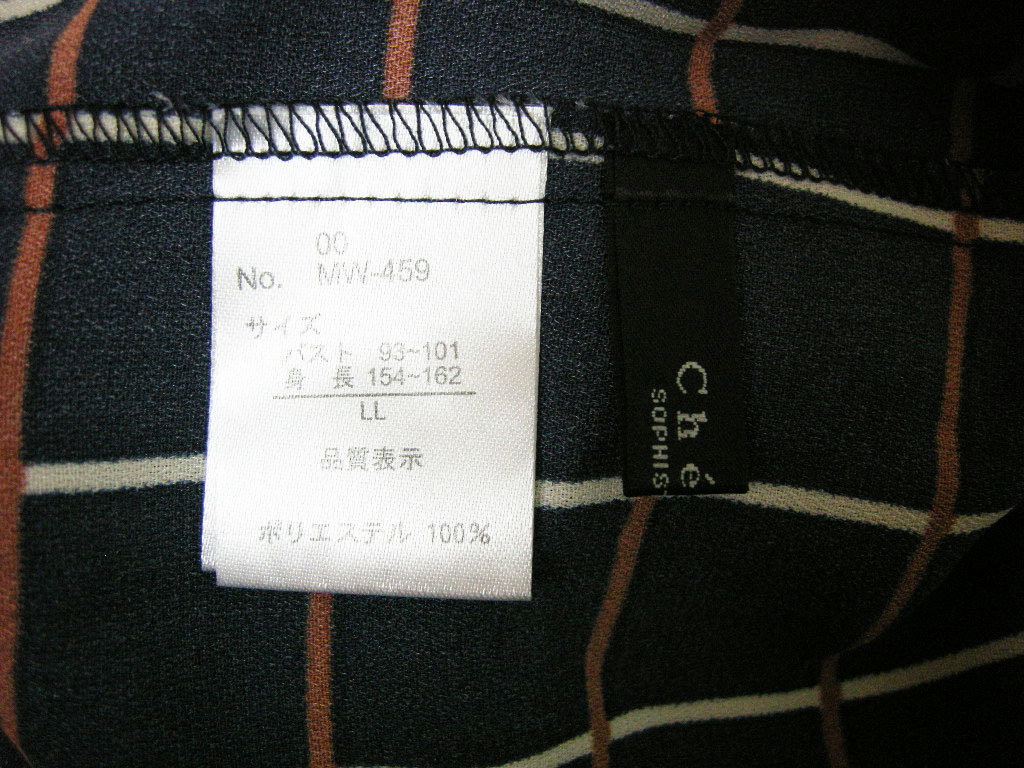 00
No. MW-459
サイズ
バスト 93~101
身 長 154~162
LL
品質表示
ポリエステル 100%
Ché
SOPHIS